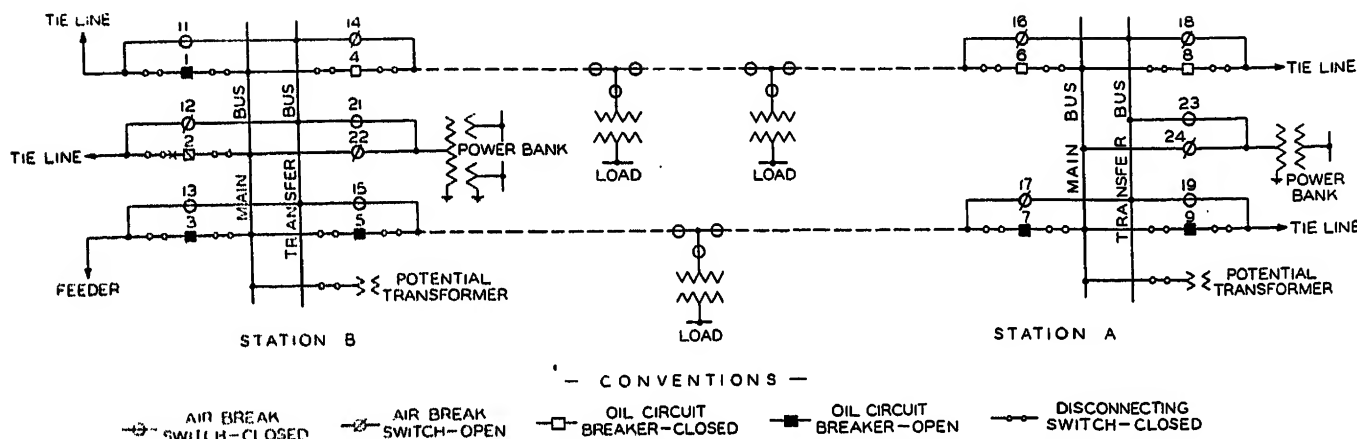 TIE LINE
11
14
1
4
12
21
2
22
TIE LINE
13
15
3
5
FEEDER
MAIN BUS
TRANSFER BUS
POWER BANK
POTENTIAL
TRANSFORMER
STATION B
LOAD
LOAD
LOAD
16
18
6
8
TIE LINE
23
24
17
19
7
9
TIE LINE
MAIN BUS
TRANSFER BUS
POWER
BANK
POTENTIAL
TRANSFORMER
STATION A
— CONVENTIONS —
AIR BREAK
SWITCH-CLOSED
AIR BREAK
SWITCH-OPEN
OIL CIRCUIT
BREAKER-CLOSED
OIL CIRCUIT
BREAKER-OPEN
DISCONNECTING
SWITCH-CLOSED